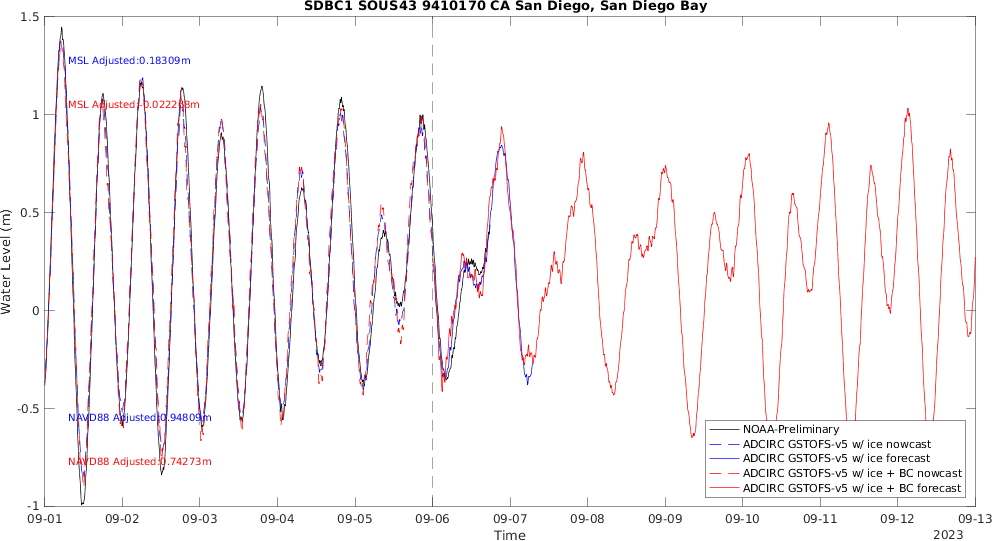 SDBC1 SOUS43 9410170 CA San Diego, San Diego Bay
1.5
MSL Adjusted:0.18309m
MSL Adjusted:-0.022268m
1
0.5
Water Level (m)
0
-0.5
NAVD88 Adjusted:0.94809m
NAVD88 Adjusted:0.74273m
-1
NOAA-Preliminary
ADCIRC GSTOFS-v5 w/ ice nowcast
ADCIRC GSTOFS-v5 w/ ice forecast
ADCIRC GSTOFS-v5 w/ ice + BC nowcast
ADCIRC GSTOFS-v5 w/ ice + BC forecast
09-01 09-02 09-03 09-04 09-05 09-06 09-07 09-08 09-09 09-10 09-11 09-12 09-13
Time
2023